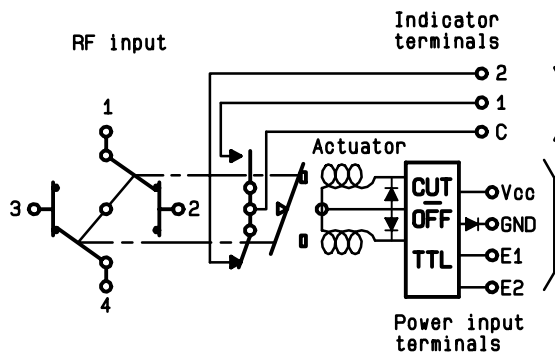 Indicator
terminals
RF input
2
1
C
1
Actuator
CUT
OFF
TTL
Vcc
GND
E1
E2
3
2
4
Power input
terminals